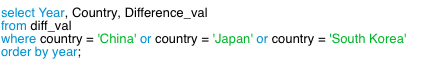 select Year, Country, Difference_val
from diff_val
where country = 'China' or country = 'Japan' or country = 'South Korea'
order by year;